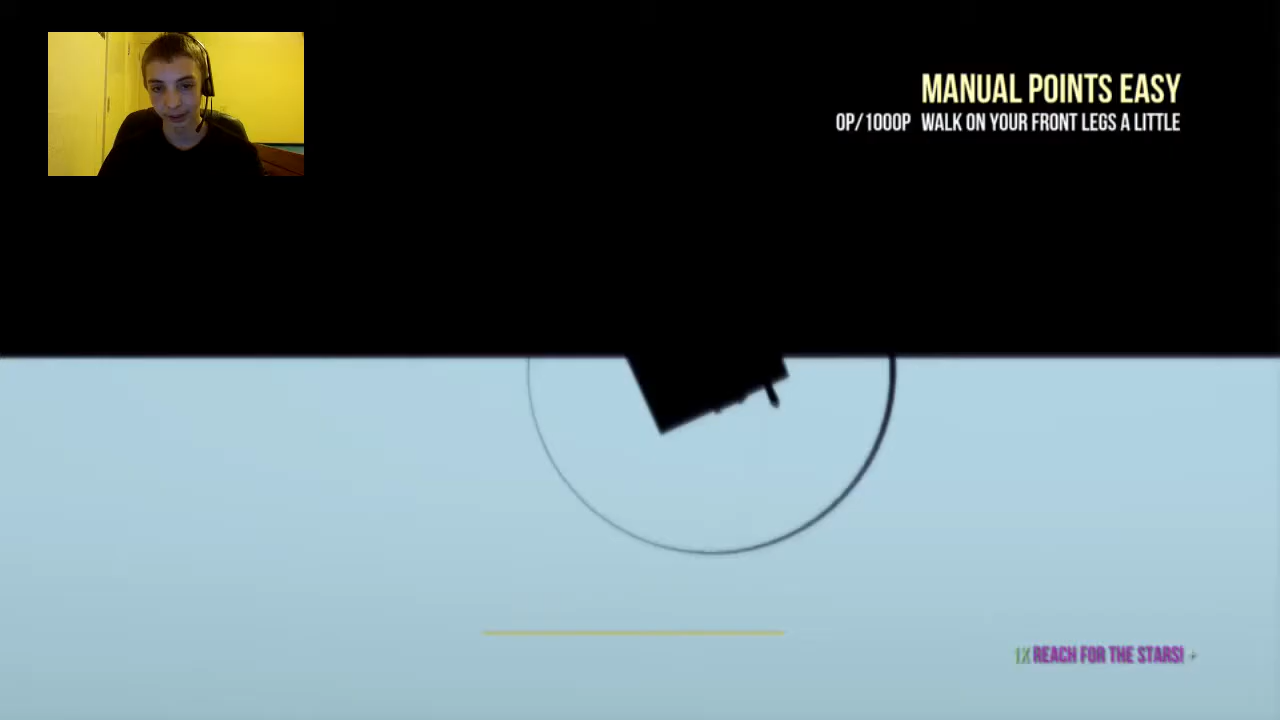 MANUAL POINTS EASY
0P/1000P WALK ON YOUR FRONT LEGS A LITTLE
1X REACH FOR THE STARS! +